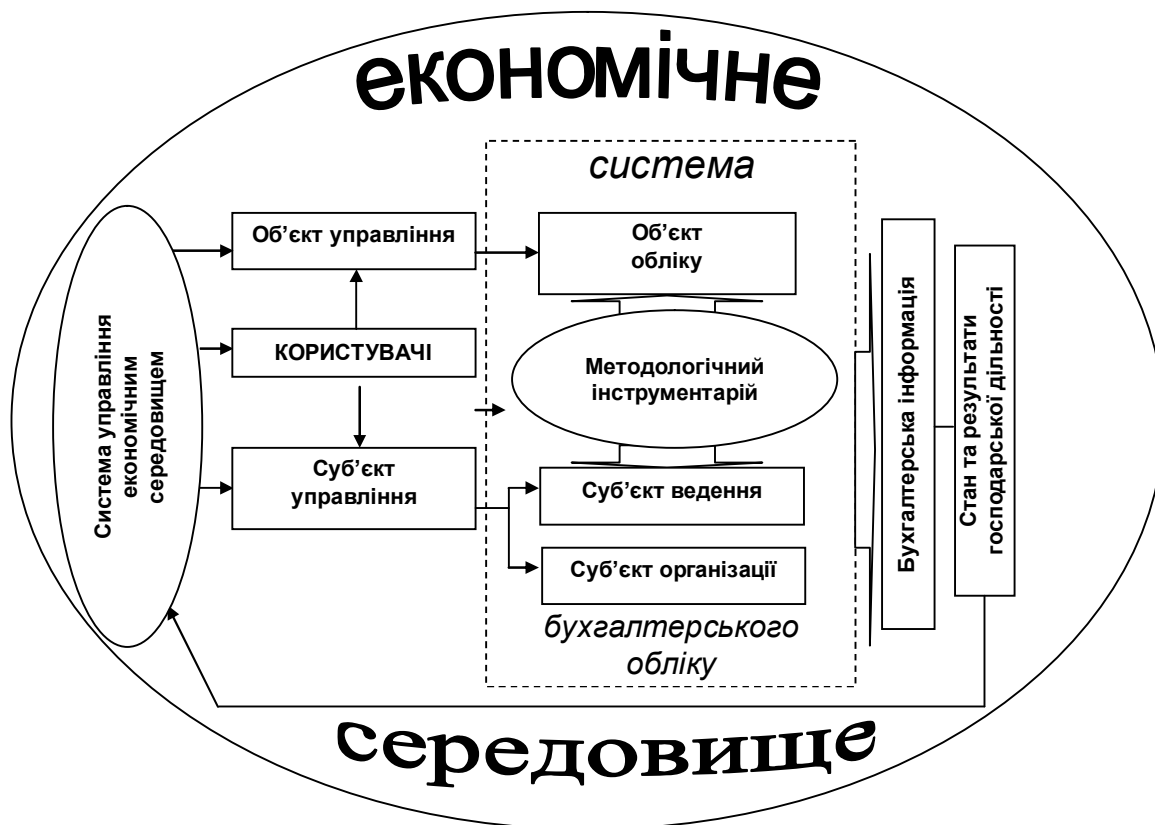 економічне
система
Система управління
економічним
середовищем
Об’єкт управління
КОРИСТУВАЧІ
Суб’єкт
управління
Об’єкт
обліку
Методологічний
інструментарій
Суб’єкт ведення
Суб’єкт організації
бухгалтерського
обліку
Бухгалтерська інформація
Стан та результати
господарської дільності
середовище